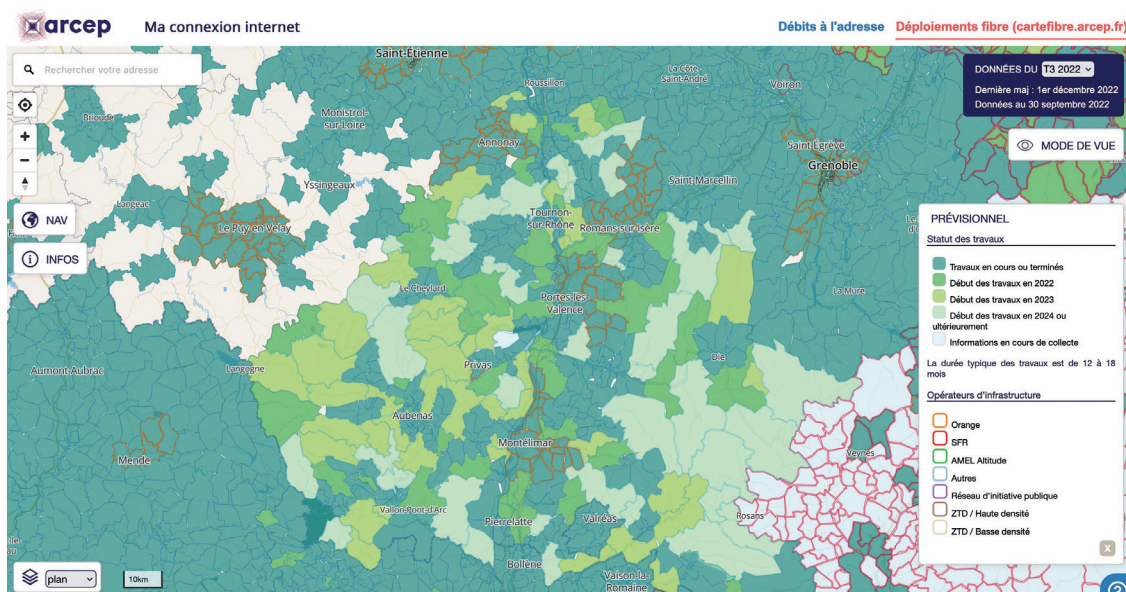 arcep
Ma connexion internet
Débits à l'adresse
Déploiements fibre (cartefibre.arcep.fr)
Rechercher votre adresse
DONNÉES DU T3 2022
Dernière maj : 1er décembre 2022
Données au 30 septembre 2022
MODE DE VUE
NAV
INFOS
Saint-Étienne
Roussillon
La Côte-
Saint-André
Voiron
Brioude
Monistrol-
sur-Loire
Annonay
Saint-Égrève
Grenoble
Saint-Marcellin
Yssingeaux
Langeac
Le Puy-en-Velay
Tournon-
sur-Rhône
Romans-sur-Isère
Le Cheylard
Portes-lès-
Valence
La Mure
Die
Privas
Langogne
Aumont-Aubrac
Aubenas
Montélimar
Mende
Veynes
Vallon-Pont-d'Arc
Pierrelatte
Valréas
Rosans
Bollène
Vaison-la-
Romaine
PRÉVISIONNEL
Statut des travaux
Travaux en cours ou terminés
Début des travaux en 2022
Début des travaux en 2023
Début des travaux en 2024 ou
ultérieurement
Informations en cours de collecte
La durée typique des travaux est de 12 à 18
mois
Opérateurs d'infrastructure
Orange
SFR
AMEL Altitude
Autres
Réseau d'initiative publique
ZTD / Haute densité
ZTD / Basse densité
X
plan
10km
?